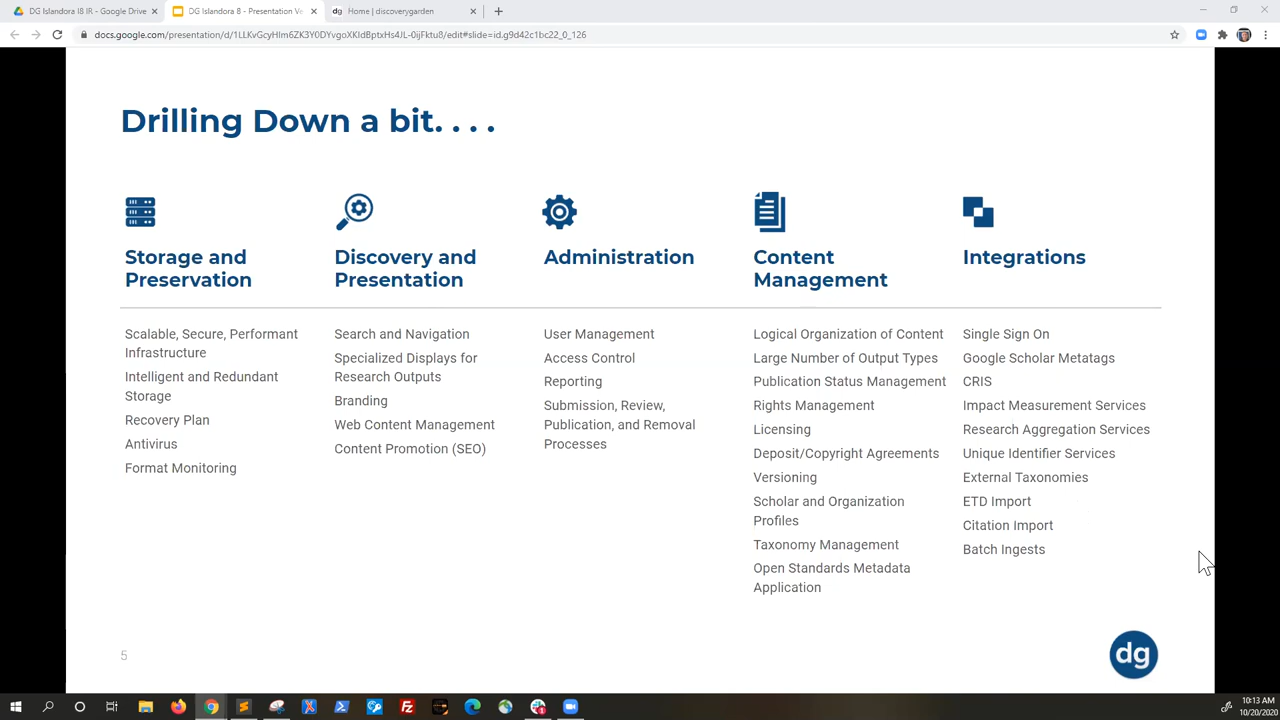 DG Islandora I8 IR - Google Drive
DG Islandora 8 - Presentation Ve
Home | discoverygarden
docs.google.com/presentation/d/1LLKvGcyHIm6ZK3Y0DYvgoXKIdBptxHs4JL-0ijFktu8/edit#slide=id.g9d42c1bc22_0_126
Drilling Down a bit. . . .
Storage and
Preservation
Scalable, Secure, Performant
Infrastructure
Intelligent and Redundant
Storage
Recovery Plan
Antivirus
Format Monitoring
Discovery and
Presentation
Search and Navigation
Specialized Displays for
Research Outputs
Branding
Web Content Management
Content Promotion (SEO)
Administration
User Management
Access Control
Reporting
Submission, Review,
Publication, and Removal
Processes
Content
Management
Logical Organization of Content
Large Number of Output Types
Publication Status Management
Rights Management
Licensing
Deposit/Copyright Agreements
Versioning
Scholar and Organization
Profiles
Taxonomy Management
Open Standards Metadata
Application
Integrations
Single Sign On
Google Scholar Metatags
CRIS
Impact Measurement Services
Research Aggregation Services
Unique Identifier Services
External Taxonomies
ETD Import
Citation Import
Batch Ingests
5
dg
10:13 AM
10/20/2020